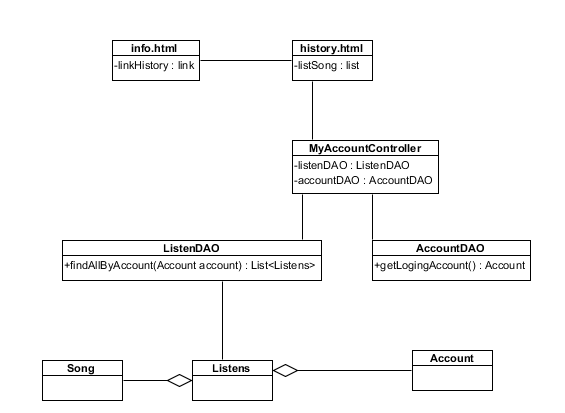 info.html
-linkHistory : link
history.html
-listSong : list
MyAccountController
-listenDAO : ListenDAO
-accountDAO : AccountDAO
ListenDAO
+findAllByAccount(Account account) : List<Listens>
AccountDAO
+getLogingAccount() : Account
Song
Listens
Account